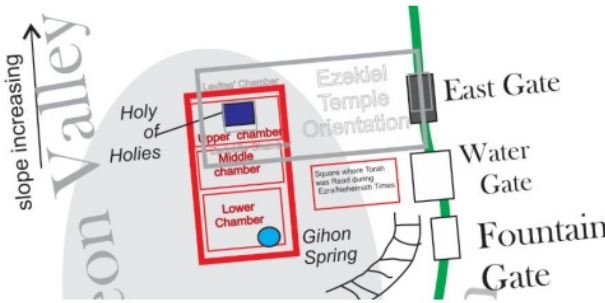 slope increasing
Valley
eon
Levites' Chamber
Holy
of
Holies
Upper chamber
Middle
chamber
Lower
Chamber
Gihon
Spring
Ezekiel
Temple
Orientation
Square where Torah
was Read during
Ezra/Nehemiah Times
East Gate
Water
Gate
Fountain
Gate